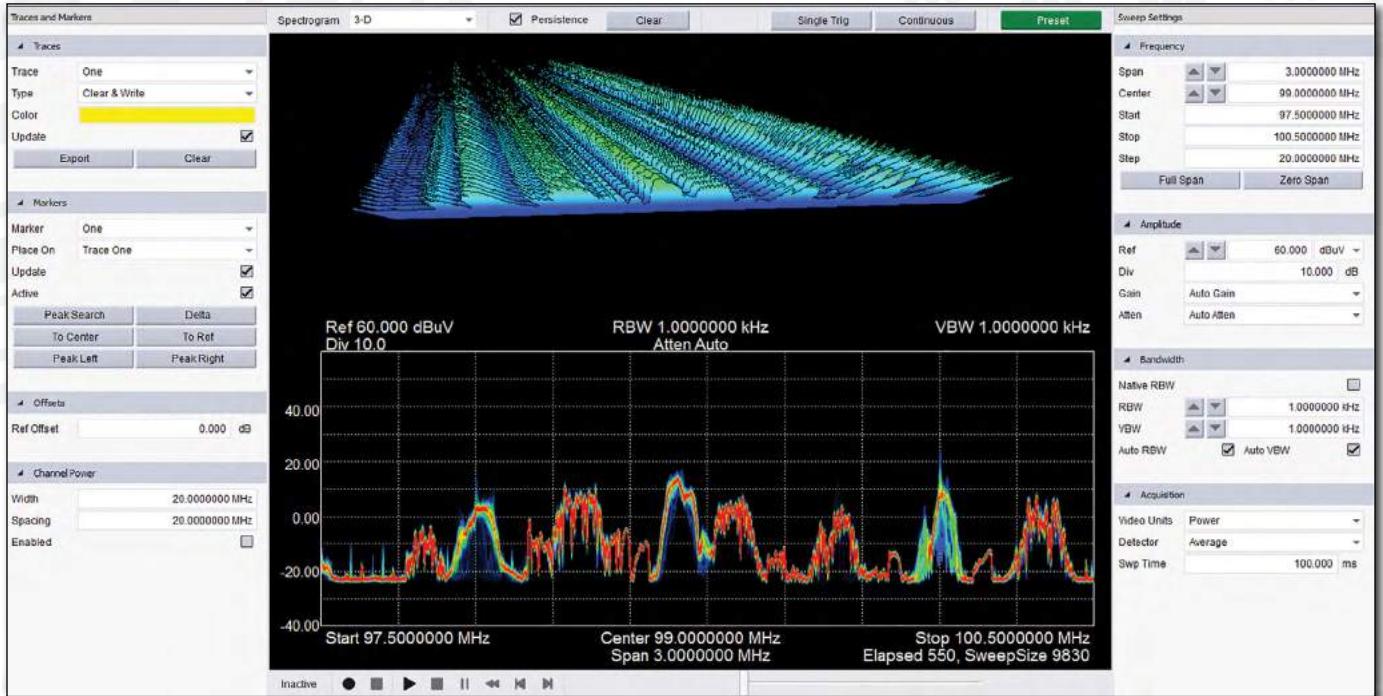 Traces and Markers
Spectrogram 3-D Persistence Clear Single Trig Continuous Preset
Sweep Settings
Traces
Trace One
Type Clear & Write
Color
Update
Export Clear
Markers
Marker One
Place On Trace One
Update
Active
Peak Search Delta
To Center To Ref
Peak Left Peak Right
Offsets
Ref Offset 0.000 dB
Channel Power
Width 20.0000000 MHz
Spacing 20.0000000 MHz
Enabled
Ref 60.000 dBuV RBW 1.0000000 kHz VBW 1.0000000 kHz
Div 10.0 Atten Auto
40.00
20.00
0.00
-20.00
-40.00
Start 97.5000000 MHz Center 99.0000000 MHz Stop 100.5000000 MHz
Span 3.0000000 MHz Elapsed 550, SweepSize 9830
Inactive
Frequency
Span 3.0000000 MHz
Center 99.0000000 MHz
Start 97.5000000 MHz
Stop 100.5000000 MHz
Step 20.0000000 MHz
Full Span Zero Span
Amplitude
Ref 60.000 dBuV
Div 10.000 dB
Gain Auto Gain
Atten Auto Atten
Bandwidth
Native RBW
RBW 1.0000000 kHz
VBW 1.0000000 kHz
Auto RBW Auto VBW
Acquisition
Video Units Power
Detector Average
Swp Time 100.000 ms